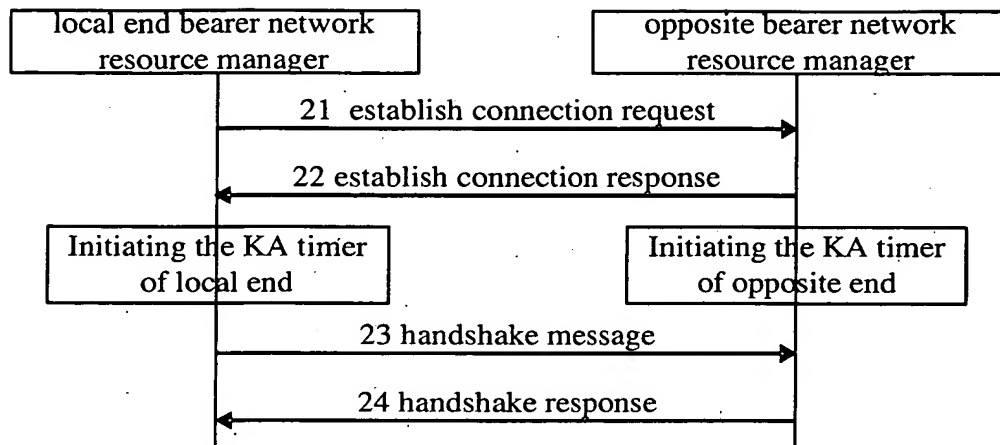 local end bearer network
resource manager
opposite bearer network
resource manager
21 establish connection request
22 establish connection response
Initiating the KA timer
of local end
Initiating the KA timer
of opposite end
23 handshake message
24 handshake response